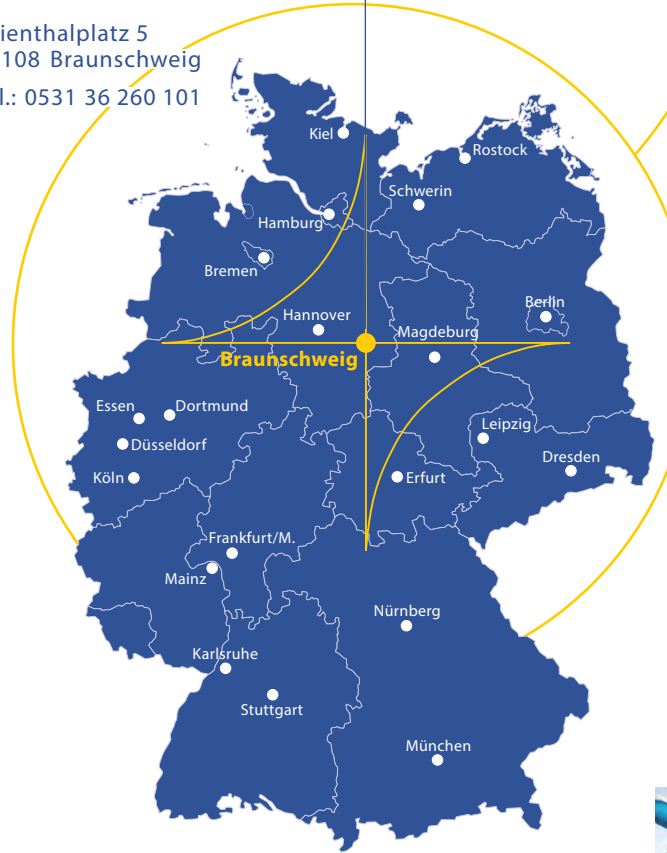 ienthalplatz 5
108 Braunschweig
l.: 0531 36 260 101
Kiel
Rostock
Schwerin
Hamburg
Bremen
Berlin
Hannover
Magdeburg
Braunschweig
Essen
Dortmund
Leipzig
Düsseldorf
Dresden
Köln
Erfurt
Frankfurt/M.
Mainz
Nürnberg
Karlsruhe
Stuttgart
München